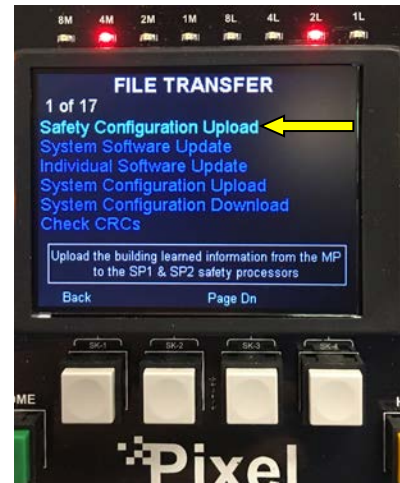 8M 4M 2M 1M 8L 4L 2L 1L
FILE TRANSFER
1 of 17
Safety Configuration Upload
System Software Update
Individual Software Update
System Configuration Upload
System Configuration Download
Check CRCs
Upload the building learned information from the MP
to the SP1 & SP2 safety processors
Back Page Dn
SK-1 SK-2 SK-3 SK-4
OME H
Pixel